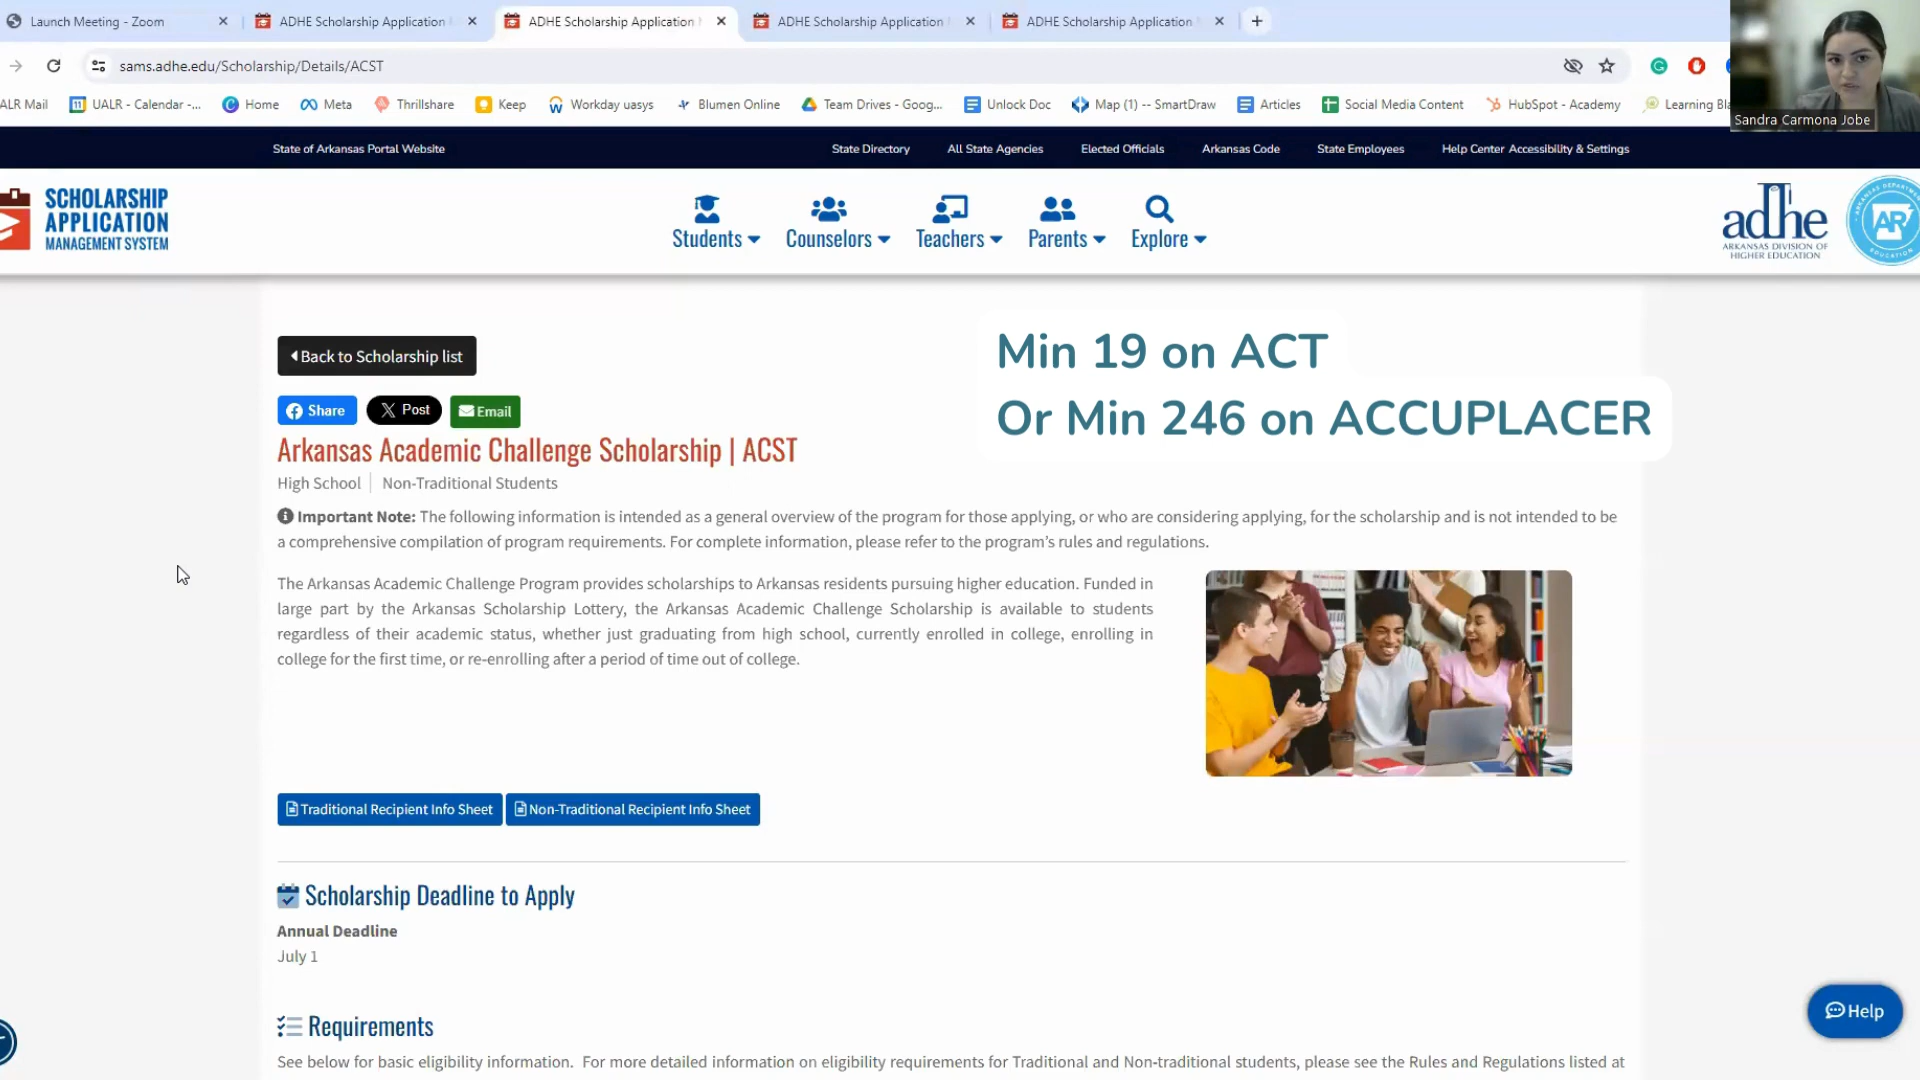 Launch Meeting - Zoom
ADHE Scholarship Application
ADHE Scholarship Application
ADHE Scholarship Application
ADHE Scholarship Application
sams.adhe.edu/Scholarship/Details/ACST
ALR Mail
UALR - Calendar -...
Home
Meta
Thrillshare
Keep
Workday uasys
Blumen Online
Team Drives - Goog...
Unlock Doc
Map (1) -- SmartDraw
Articles
Social Media Content
HubSpot - Academy
Learning
Sandra Carmona Jobe
State of Arkansas Portal Website
State Directory
All State Agencies
Elected Officials
Arkansas Code
State Employees
Help Center Accessibility & Settings
SCHOLARSHIP
APPLICATION
MANAGEMENT SYSTEM
Students
Counselors
Teachers
Parents
Explore
adhe
ARKANSAS DIVISION OF
HIGHER EDUCATION
AR
Back to Scholarship list
Min 19 on ACT
Or Min 246 on ACCUPLACER
Share
Post
Email
Arkansas Academic Challenge Scholarship | ACST
High School
Non-Traditional Students
Important Note: The following information is intended as a general overview of the program for those applying, or who are considering applying, for the scholarship and is not intended to be
a comprehensive compilation of program requirements. For complete information, please refer to the program's rules and regulations.
The Arkansas Academic Challenge Program provides scholarships to Arkansas residents pursuing higher education. Funded in
large part by the Arkansas Scholarship Lottery, the Arkansas Academic Challenge Scholarship is available to students
regardless of their academic status, whether just graduating from high school, currently enrolled in college, enrolling in
college for the first time, or re-enrolling after a period of time out of college.
Traditional Recipient Info Sheet
Non-Traditional Recipient Info Sheet
Scholarship Deadline to Apply
Annual Deadline
July 1
Requirements
See below for basic eligibility information. For more detailed information on eligibility requirements for Traditional and Non-traditional students, please see the Rules and Regulations listed at
Help